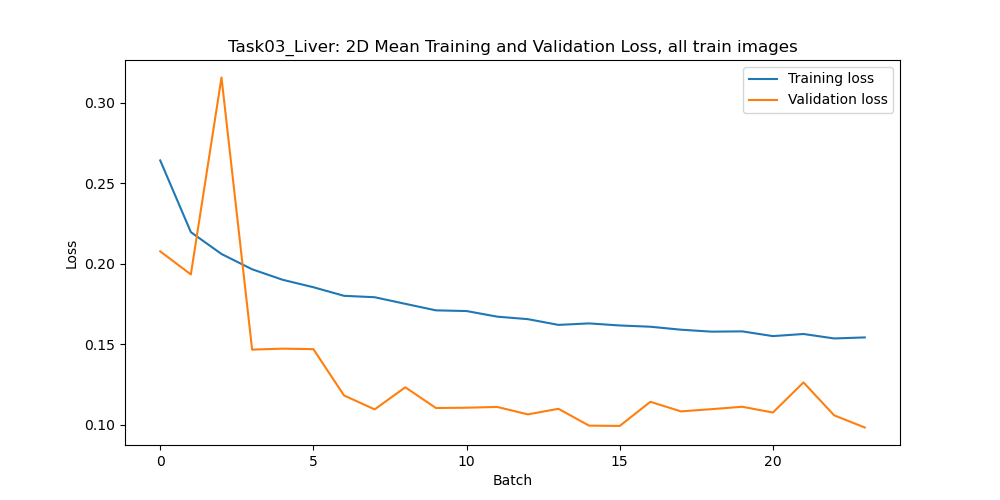 Task03_Liver: 2D Mean Training and Validation Loss, all train images
Training loss
Validation loss
0.30
0.25
0.20
0.15
0.10
Loss
0 5 10 15 20
Batch